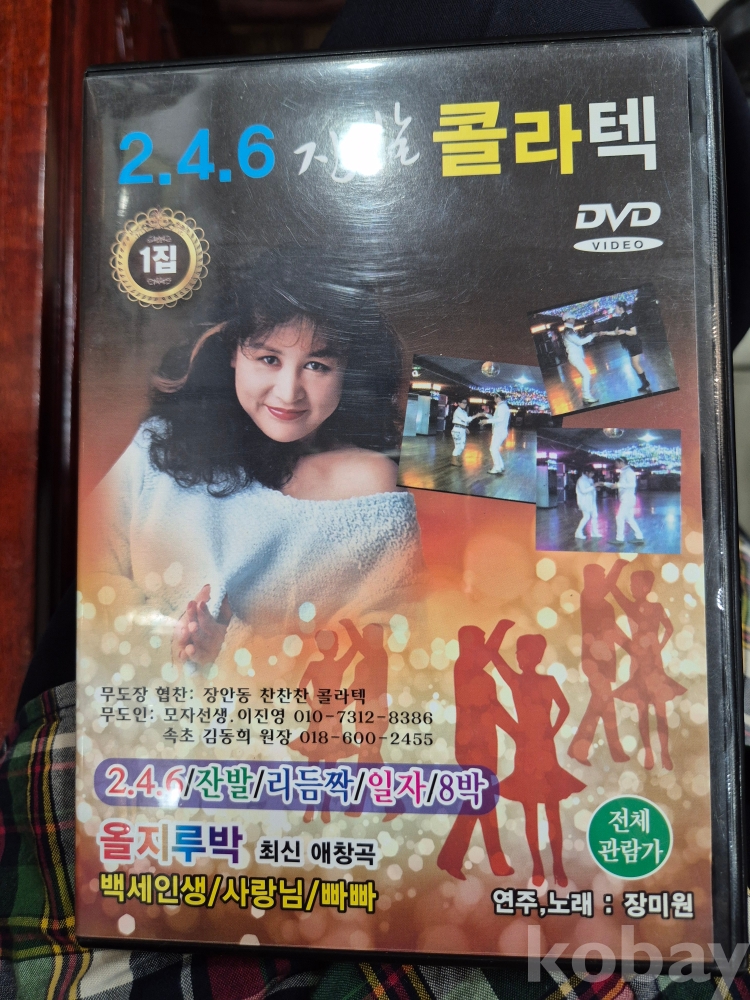 2.4.6 콜라텍
DVD
VIDEO
1집
무도장 협찬: 장안동 찬찬찬 콜라텍
무도인: 모자선생.이진영 010-7312-8386
속초 김동희 원장 018-600-2455
2.4.6/잔발/리듬짝/일자/8박
올지루박 최신 애창곡
백세인생/사랑님/빠빠
전체
관람가
연주,노래 : 장미원
kobay